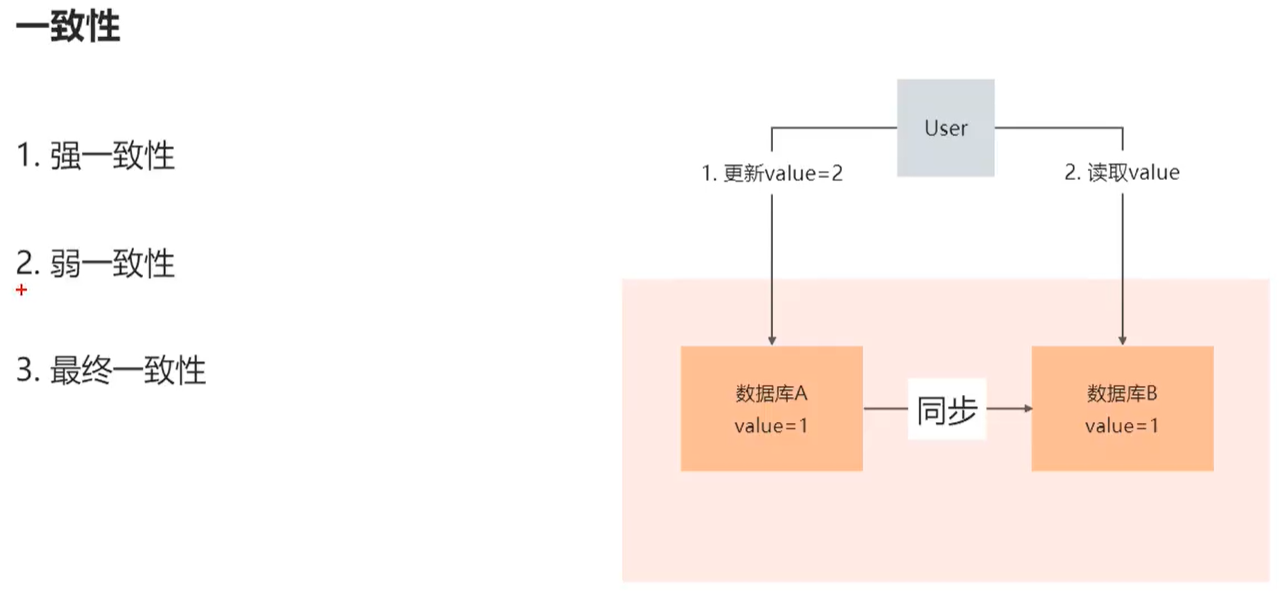 一致性
1. 强一致性
2. 弱一致性
3. 最终一致性
User
1. 更新value=2
2. 读取value
数据库A
value=1
同步
数据库B
value=1